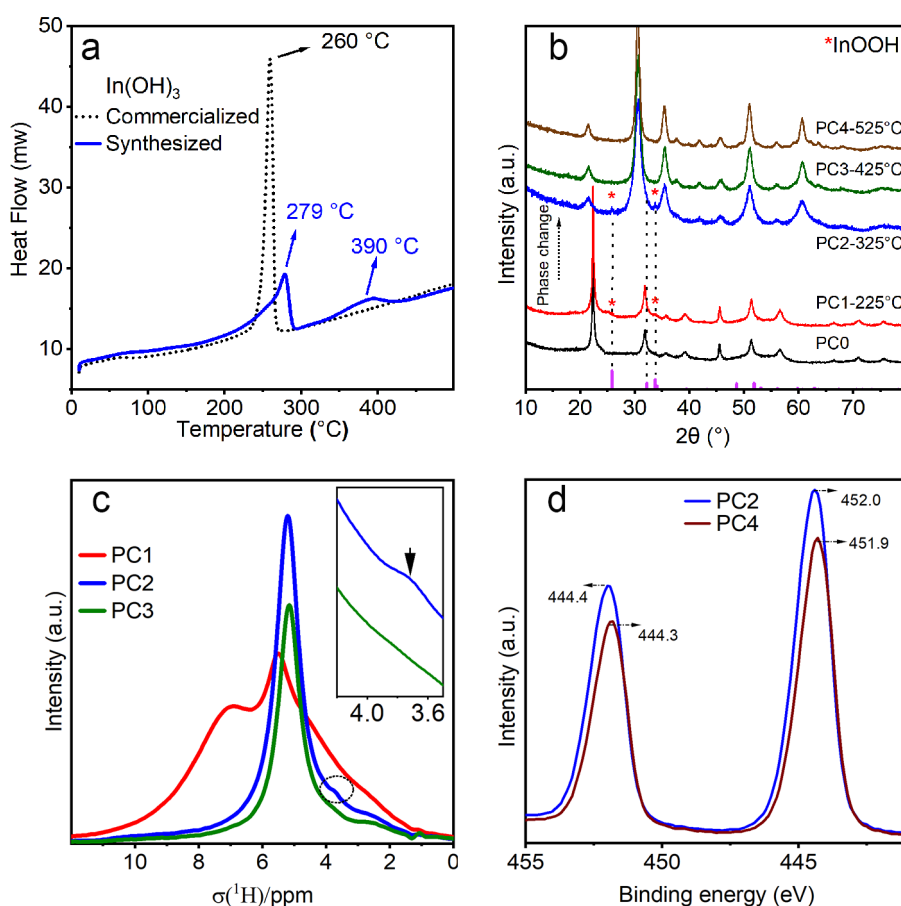 a
260 °C
In(OH)3
Commercialized
Synthesized
279 °C
390 °C
50
40
30
20
10
Heat Flow (mw)
0
100
200
300
400
Temperature (°C)
b
*InOOH
PC4-525°C
PC3-425°C
*
*
PC2-325°C
Phase change
*
*
PC1-225°C
PC0
Intensity (a.u.)
10
20
30
40
50
60
70
2θ (°)
c
PC1
PC2
PC3
4.0
3.6
Intensity (a.u.)
10
8
6
4
2
0
σ(¹H)/ppm
d
PC2
PC4
452.0
451.9
444.4
444.3
Intensity (a.u.)
455
450
445
Binding energy (eV)